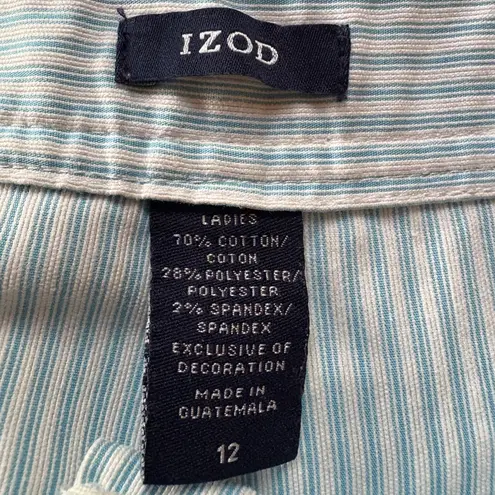 IZOD
LADIES
70% COTTON/
COTON
28% POLYESTER/
POLYESTER
2% SPANDEX/
SPANDEX
EXCLUSIVE OF
DECORATION
MADE IN
GUATEMALA
12